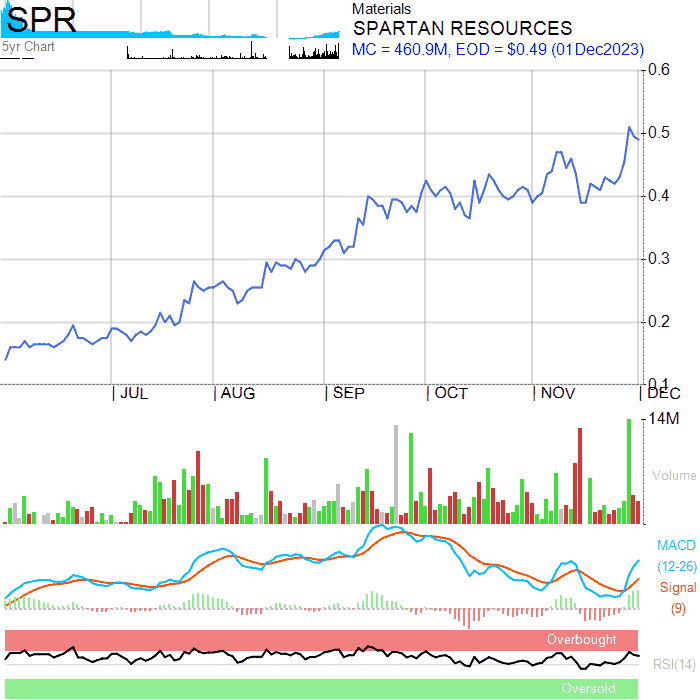 SPR
5yr Chart
Materials
SPARTAN RESOURCES
MC = 460.9M, EOD = $0.49 (01Dec2023)
0.6
0.5
0.4
0.3
0.2
0.1
JUL AUG SEP OCT NOV DEC
14M
Volume
MACD
(12-26)
Signal
(9)
Overbought
RSI(14)
Oversold